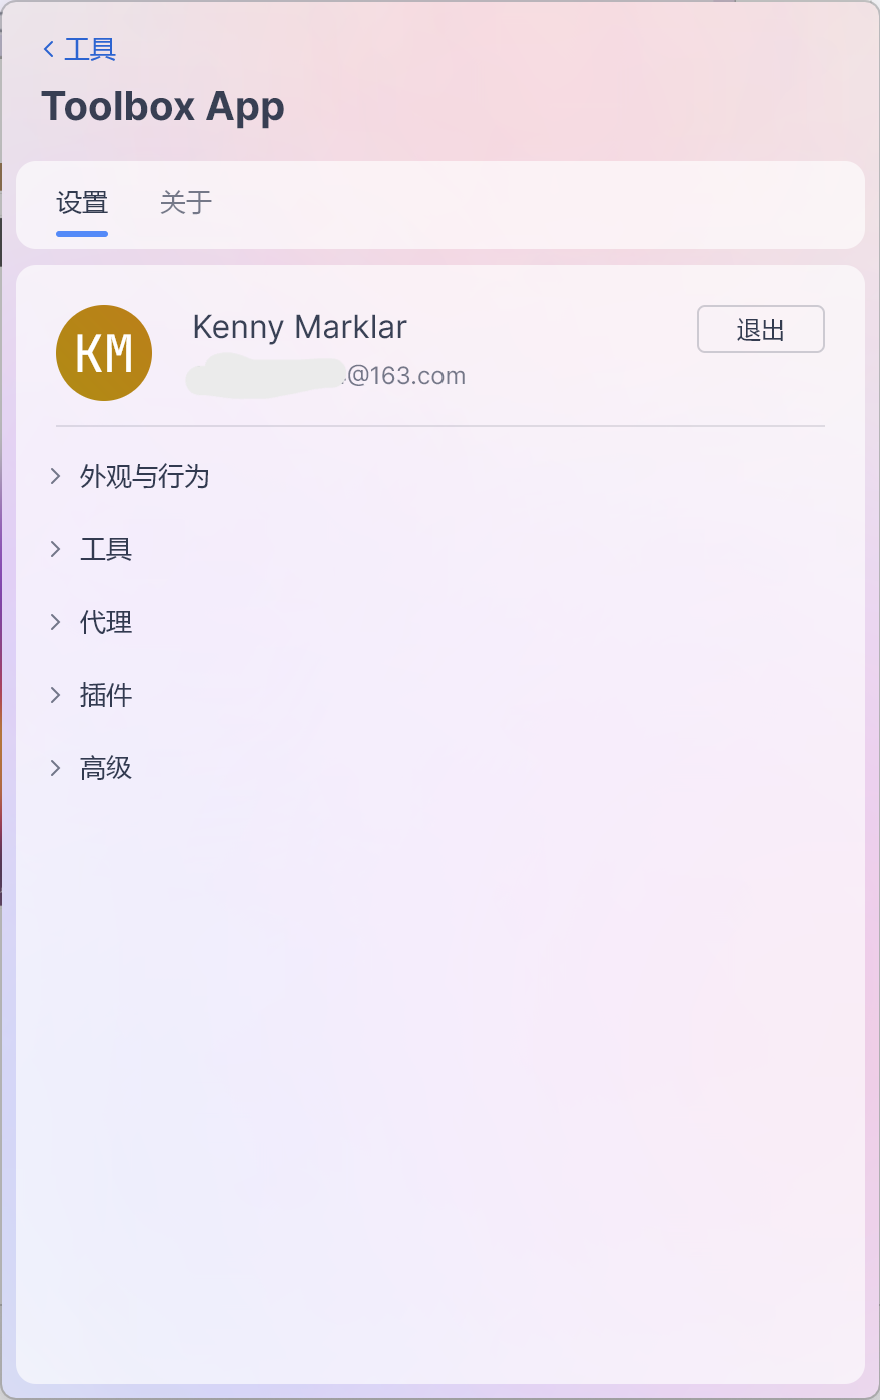 工具
Toolbox App
设置 关于
KM
Kenny Marklar
退出
@163.com
外观与行为
工具
代理
插件
高级